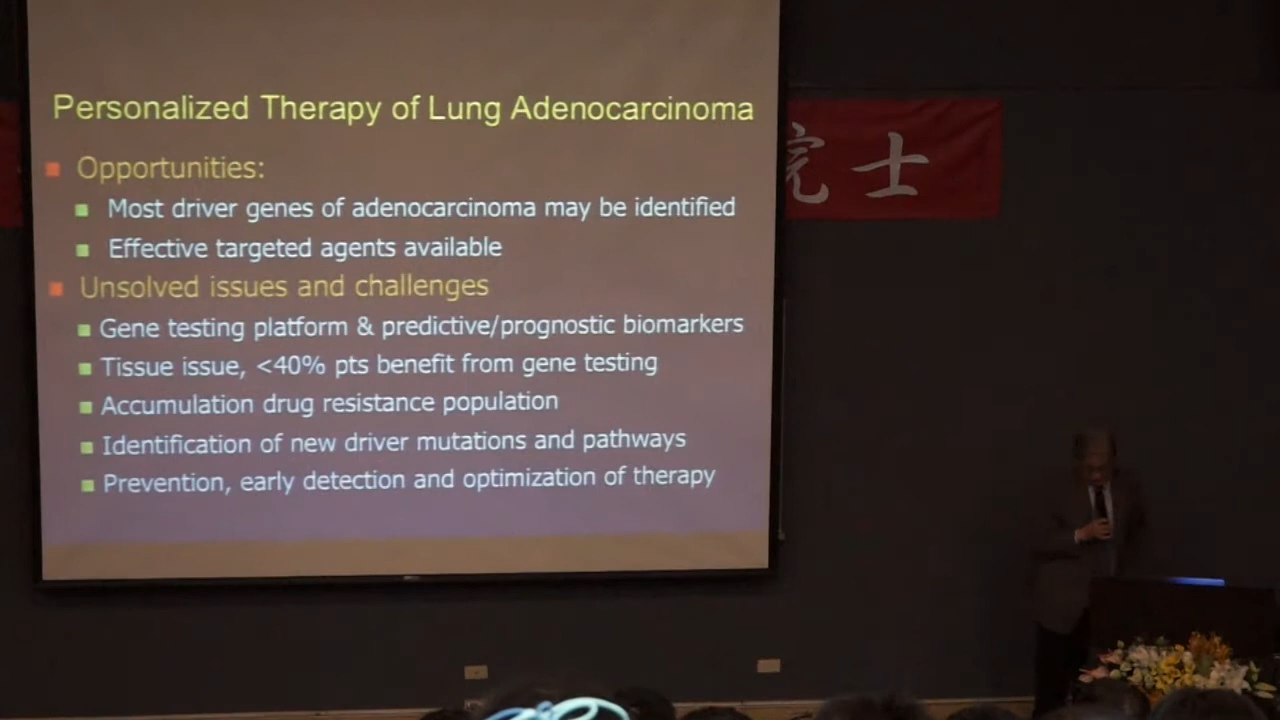 Personalized Therapy of Lung Adenocarcinoma
Opportunities:
Most driver genes of adenocarcinoma may be identified
Effective targeted agents available
Unsolved issues and challenges
Gene testing platform & predictive/prognostic biomarkers
Tissue issue, <40% pts benefit from gene testing
Accumulation drug resistance population
Identification of new driver mutations and pathways
Prevention, early detection and optimization of therapy
院士